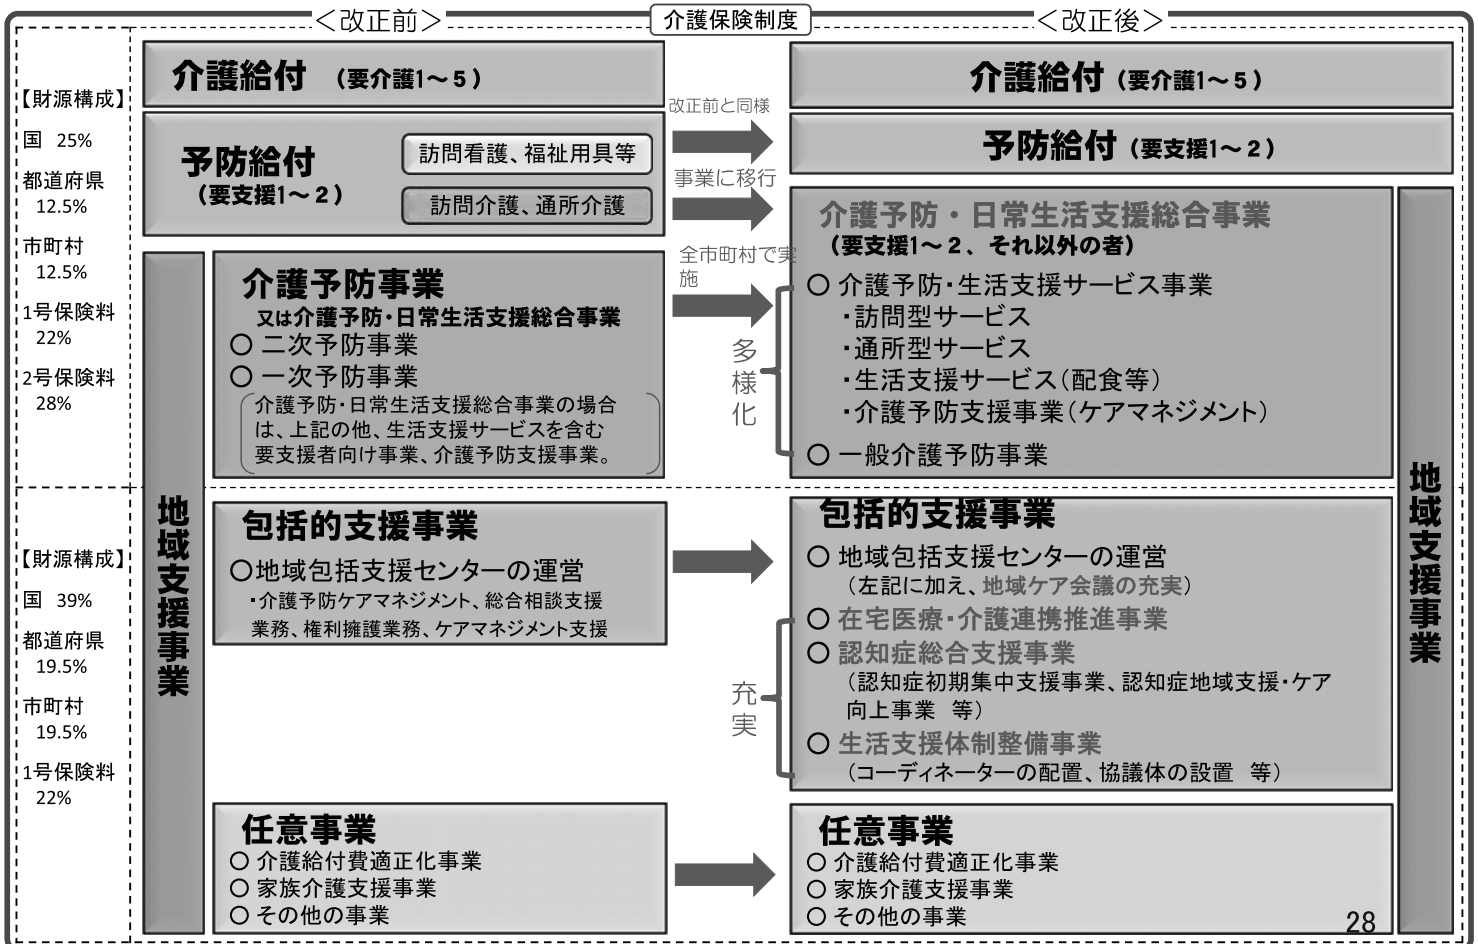 介護保険制度
＜改正前＞
＜改正後＞
【財源構成】
国 25%
都道府県
12.5%
市町村
12.5%
1号保険料
22%
2号保険料
28%
【財源構成】
国 39%
都道府県
19.5%
市町村
19.5%
1号保険料
22%
介護給付 （要介護1～5）
予防給付
（要支援1～2）
訪問看護、福祉用具等
訪問介護、通所介護
地域支援事業
介護予防事業
又は介護予防・日常生活支援総合事業
○ 二次予防事業
○ 一次予防事業
介護予防・日常生活支援総合事業の場合
は、上記の他、生活支援サービスを含む
要支援者向け事業、介護予防支援事業。
包括的支援事業
○地域包括支援センターの運営
・介護予防ケアマネジメント、総合相談支援
業務、権利擁護業務、ケアマネジメント支援
任意事業
○ 介護給付費適正化事業
○ 家族介護支援事業
○ その他の事業
改正前と同様
事業に移行
全市町村で実
施
多様化
充実
介護給付（要介護1～5）
予防給付（要支援1～2）
介護予防・日常生活支援総合事業
（要支援1～2、それ以外の者）
○ 介護予防・生活支援サービス事業
・訪問型サービス
・通所型サービス
・生活支援サービス（配食等）
・介護予防支援事業（ケアマネジメント）
○ 一般介護予防事業
包括的支援事業
○ 地域包括支援センターの運営
（左記に加え、地域ケア会議の充実）
○ 在宅医療・介護連携推進事業
○ 認知症総合支援事業
（認知症初期集中支援事業、認知症地域支援・ケア
向上事業 等）
○ 生活支援体制整備事業
（コーディネーターの配置、協議体の設置 等）
任意事業
○ 介護給付費適正化事業
○ 家族介護支援事業
○ その他の事業
地域支援事業
28